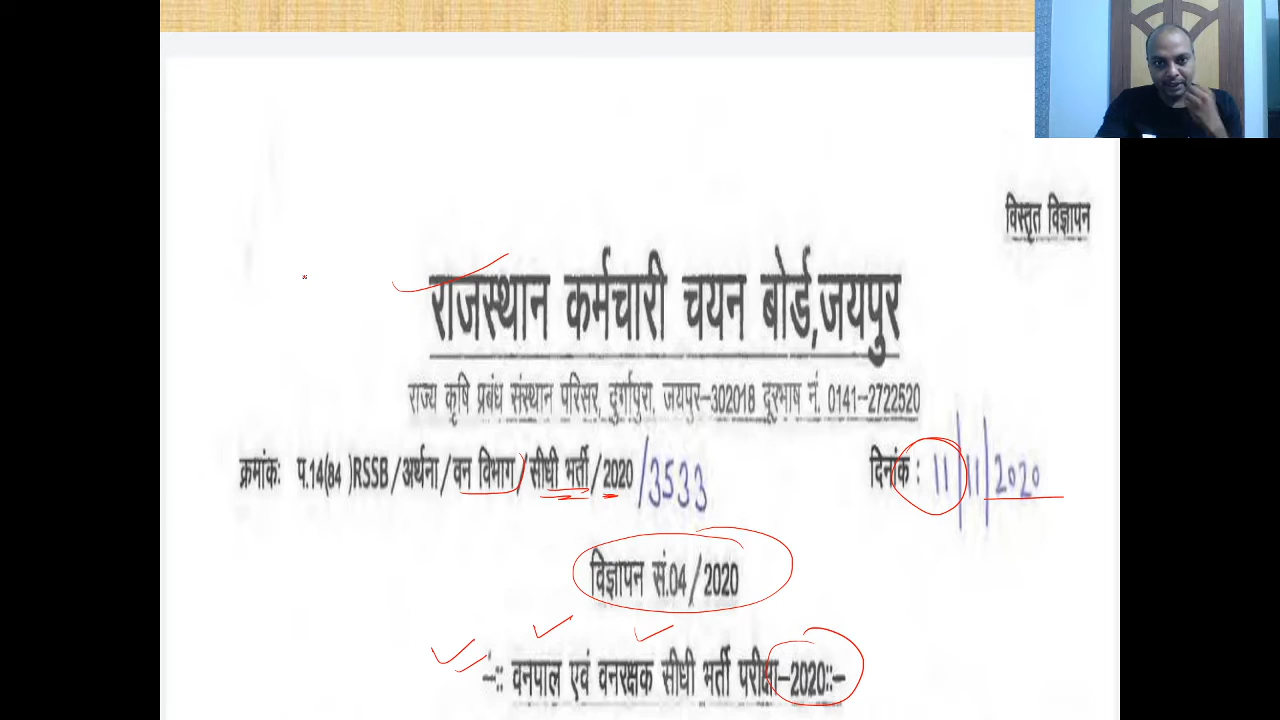 विस्तृत विज्ञापन
राजस्थान कर्मचारी चयन बोर्ड,जयपुर
राज्य कृषि प्रबंध संस्थान परिसर, दुर्गापुरा, जयपुर–302018 दूरभाष नं. 0141–2722520
क्रमांकः प.14(84 )RSSB/अर्थना/वन विभाग/सीधी भर्ती/2020/3533 दिनांक : 11/11/2020
विज्ञापन सं.04/2020
–:: वनपाल एवं वनरक्षक सीधी भर्ती परीक्षा–2020::–